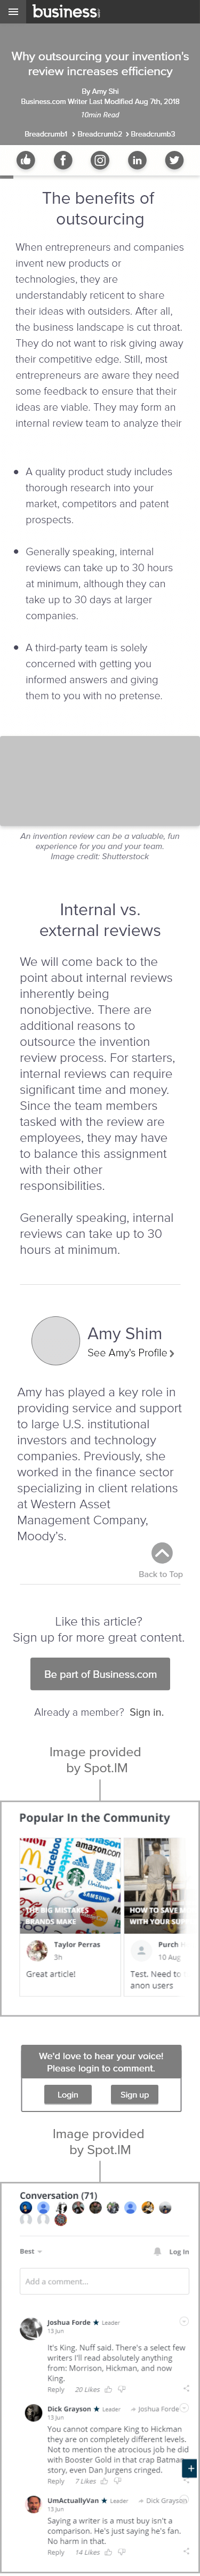 business
Why outsourcing your invention's
review increases efficiency
By Amy Shi
Business.com Writer Last Modified Aug 7th, 2018
10min Read
Breadcrumb1 > Breadcrumb2 > Breadcrumb3
The benefits of
outsourcing
When entrepreneurs and companies
invent new products or
technologies, they are
understandably reticent to share
their ideas with outsiders. After all,
the business landscape is cut throat.
They do not want to risk giving away
their competitive edge. Still, most
entrepreneurs are aware they need
some feedback to ensure that their
ideas are viable. They may form an
internal review team to analyze their
• A quality product study includes
thorough research into your
market, competitors and patent
prospects.
• Generally speaking, internal
reviews can take up to 30 hours
at minimum, although they can
take up to 30 days at larger
companies.
• A third-party team is solely
concerned with getting you
informed answers and giving
them to you with no pretense.
An invention review can be a valuable, fun
experience for you and your team.
Image credit: Shutterstock
Internal vs.
external reviews
We will come back to the
point about internal reviews
inherently being
nonobjective. There are
additional reasons to
outsource the invention
review process. For starters,
internal reviews can require
significant time and money.
Since the team members
tasked with the review are
employees, they may have
to balance this assignment
with their other
responsibilities.
Generally speaking, internal
reviews can take up to 30
hours at minimum.
Amy Shim
See Amy's Profile >
Amy has played a key role in
providing service and support
to large U.S. institutional
investors and technology
companies. Previously, she
worked in the finance sector
specializing in client relations
at Western Asset
Management Company,
Moody's.
Back to Top
Like this article?
Sign up for more great content.
Be part of Business.com
Already a member? Sign in.
Image provided
by Spot.IM
Popular In the Community
facebook
twitter
amazon.com
Google
SAMSUNG
MasterCard
THE BIG MISTAKES
BRANDS MAKE
HOW TO SAVE
WITH YOUR SU
Taylor Perras
3h
Great article!
Purch
10 Aug
Test. Need to
anon users
We'd love to hear your voice!
Please login to comment.
Login
Sign up
Image provided
by Spot.IM
Conversation (71)
Best
Log In
Add a comment...
Joshua Forde ★ Leader
13 Jun
It's King. Nuff said. There's a select few
writers I'll read absolutely anything
from: Morrison, Hickman, and now
King.
Reply 20 Likes
Dick Grayson ★ Leader Joshua Forde
13 Jun
You cannot compare King to Hickman
they are on completely different levels.
Not to mention the atrocious job he did
with Booster Gold in that crap Batman
story, even Dan Jurgens cringed.
Reply 7 Likes
UmActuallyVan ★ Leader Dick Grayson
13 Jun
Saying a writer is a must buy isn't a
comparison. He's just saying he's fan.
No harm in that.
Reply 14 Likes